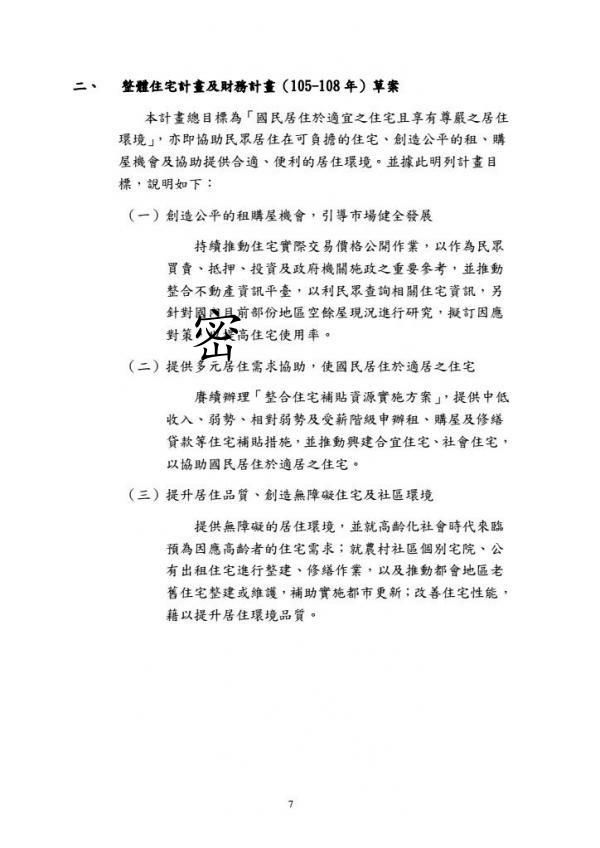 二、 整體住宅計畫及財務計畫（105-108 年）草案
本計畫總目標為「國民居住於適宜之住宅且享有尊嚴之居住
環境」，亦即協助民眾居住在可負擔的住宅、創造公平的租、購
屋機會及協助提供合適、便利的居住環境。並據此明列計畫目
標，說明如下：
（一）創造公平的租購屋機會，引導市場健全發展
持續推動住宅實際交易價格公開作業，以作為民眾
買賣、抵押、投資及政府機關施政之重要參考，並推動
整合不動產資訊平臺，以利民眾查詢相關住宅資訊，另
針對國內目前部份地區空餘屋現況進行研究，擬訂因應
對策，提高住宅使用率。
密
（二）提供多元居住需求協助，使國民居住於適居之住宅
賡續辦理「整合住宅補貼資源實施方案」，提供中低
收入、弱勢、相對弱勢及受薪階級申辦租、購屋及修繕
貸款等住宅補貼措施，並推動興建合宜住宅、社會住宅，
以協助國民居住於適居之住宅。
（三）提升居住品質、創造無障礙住宅及社區環境
提供無障礙的居住環境，並就高齡化社會時代來臨
預為因應高齡者的住宅需求；就農村社區個別宅院、公
有出租住宅進行整建、修繕作業，以及推動都會地區老
舊住宅整建或維護，補助實施都市更新；改善住宅性能，
藉以提升居住環境品質。
7